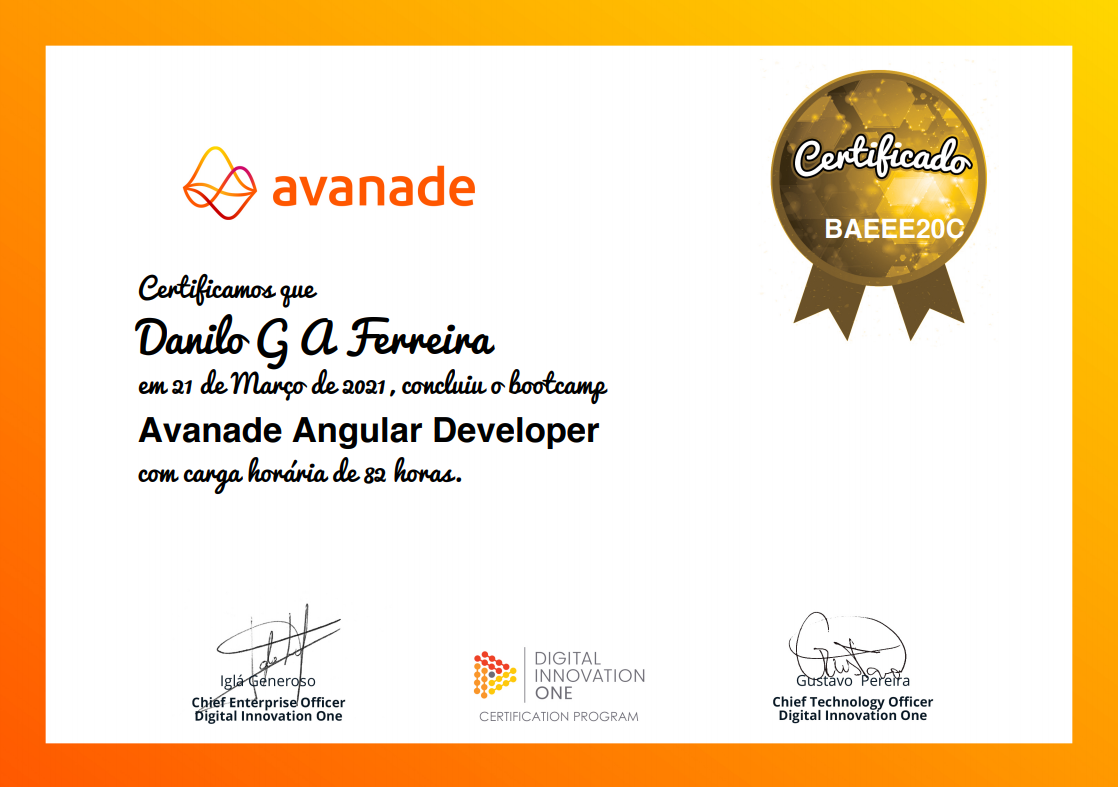 avanade
Certificado
BAEEE20C
Certificamos que
Danilo G A Ferreira
em 21 de Março de 2021, concluiu o bootcamp
Avanade Angular Developer
com carga horária de 82 horas.
Iglá Generoso
Chief Enterprise Officer
Digital Innovation One
DIGITAL
INNOVATION
ONE
CERTIFICATION PROGRAM
Gustavo
Gustavo Pereira
Chief Technology Officer
Digital Innovation One